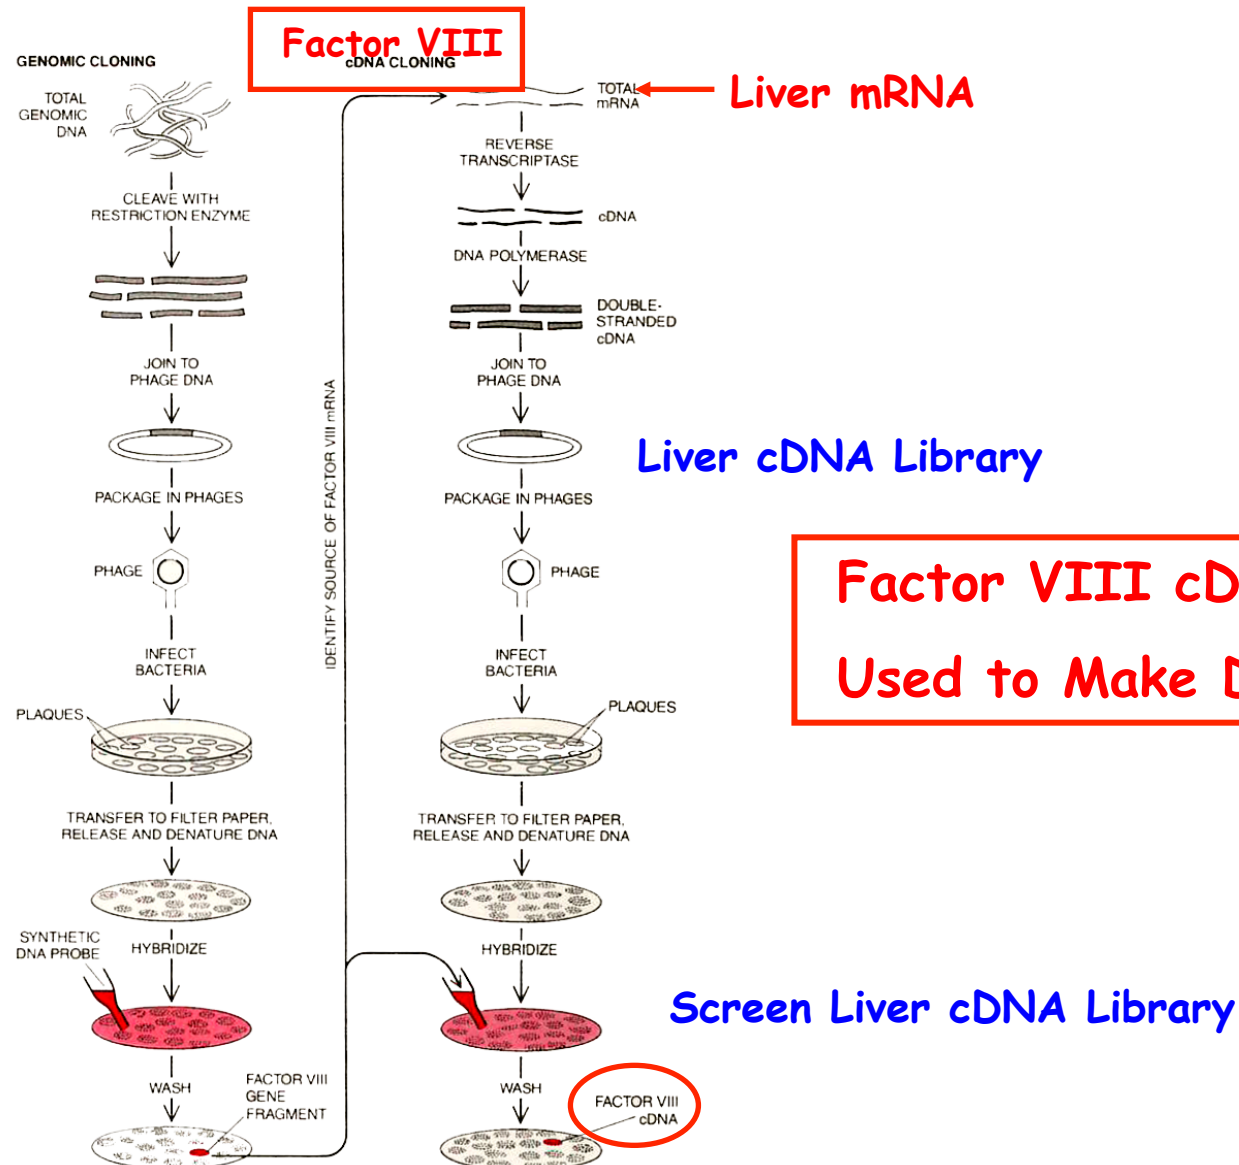 Factor VIII
GENOMIC CLONING
TOTAL
GENOMIC
DNA
CLEAVE WITH
RESTRICTION ENZYME
JOIN TO
PHAGE DNA
PACKAGE IN PHAGES
PHAGE
INFECT
BACTERIA
PLAQUES
TRANSFER TO FILTER PAPER,
RELEASE AND DENATURE DNA
SYNTHETIC
DNA PROBE
HYBRIDIZE
WASH
FACTOR VIII
GENE
FRAGMENT
IDENTIFY SOURCE OF FACTOR VIII mRNA
cDNA CLONING
TOTAL
mRNA
Liver mRNA
REVERSE
TRANSCRIPTASE
cDNA
DNA POLYMERASE
DOUBLE-
STRANDED
cDNA
JOIN TO
PHAGE DNA
Liver cDNA Library
PACKAGE IN PHAGES
PHAGE
INFECT
BACTERIA
PLAQUES
TRANSFER TO FILTER PAPER,
RELEASE AND DENATURE DNA
HYBRIDIZE
Screen Liver cDNA Library
WASH
FACTOR VIII
cDNA
Factor VIII
Used to Make